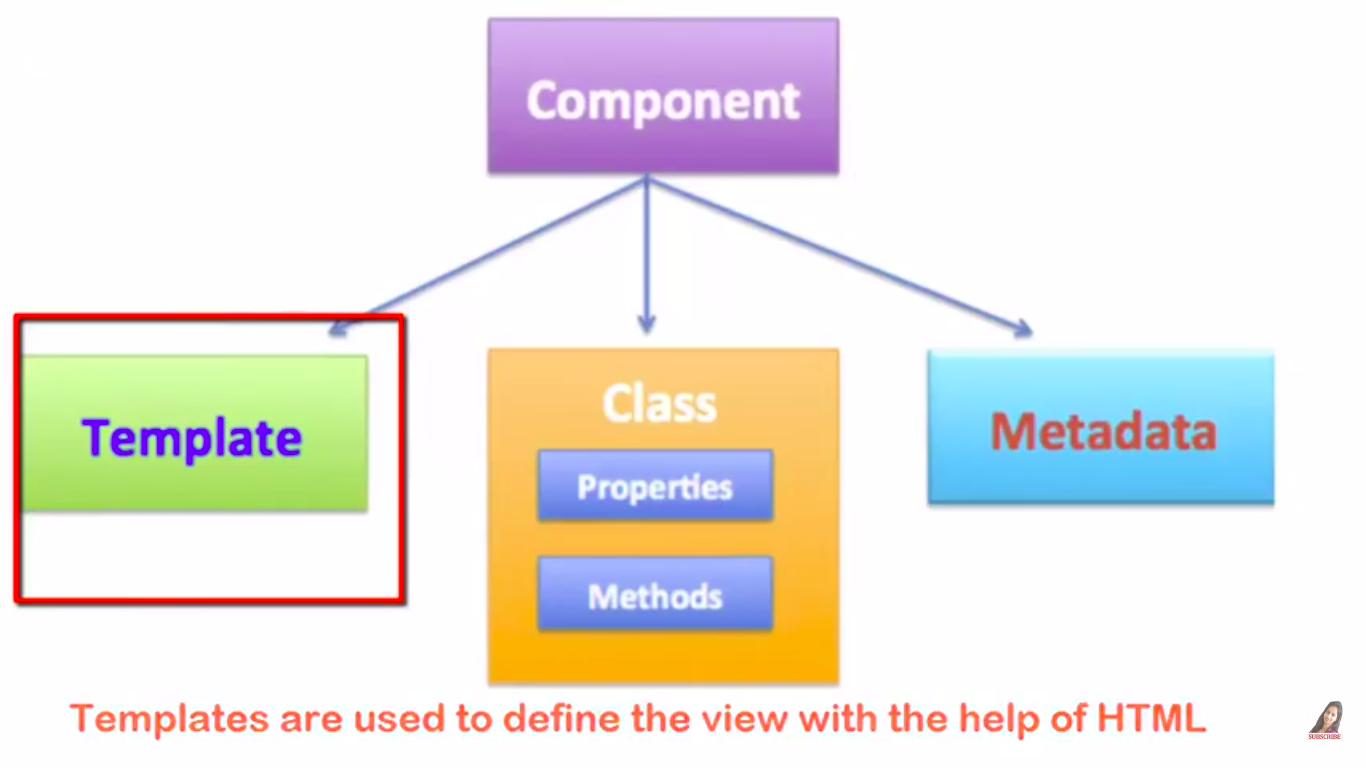 Component
Template
Class
Properties
Methods
Metadata
Templates are used to define the view with the help of HTML
SUBSCRIBE